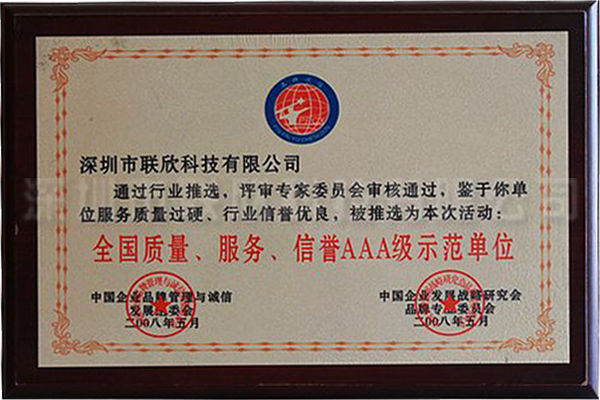 深圳市联欣科技有限公司
通过行业推选、评审专家委员会审核通过，鉴于你单
位服务质量过硬、行业信誉优良，被推选为本次活动：
全国质量、服务、信誉AAA级示范单位
中国企业品牌管理与诚信
发展委会
二00八年五月
中国企业发展战略研究会
品牌专业委员会
二00八年五月